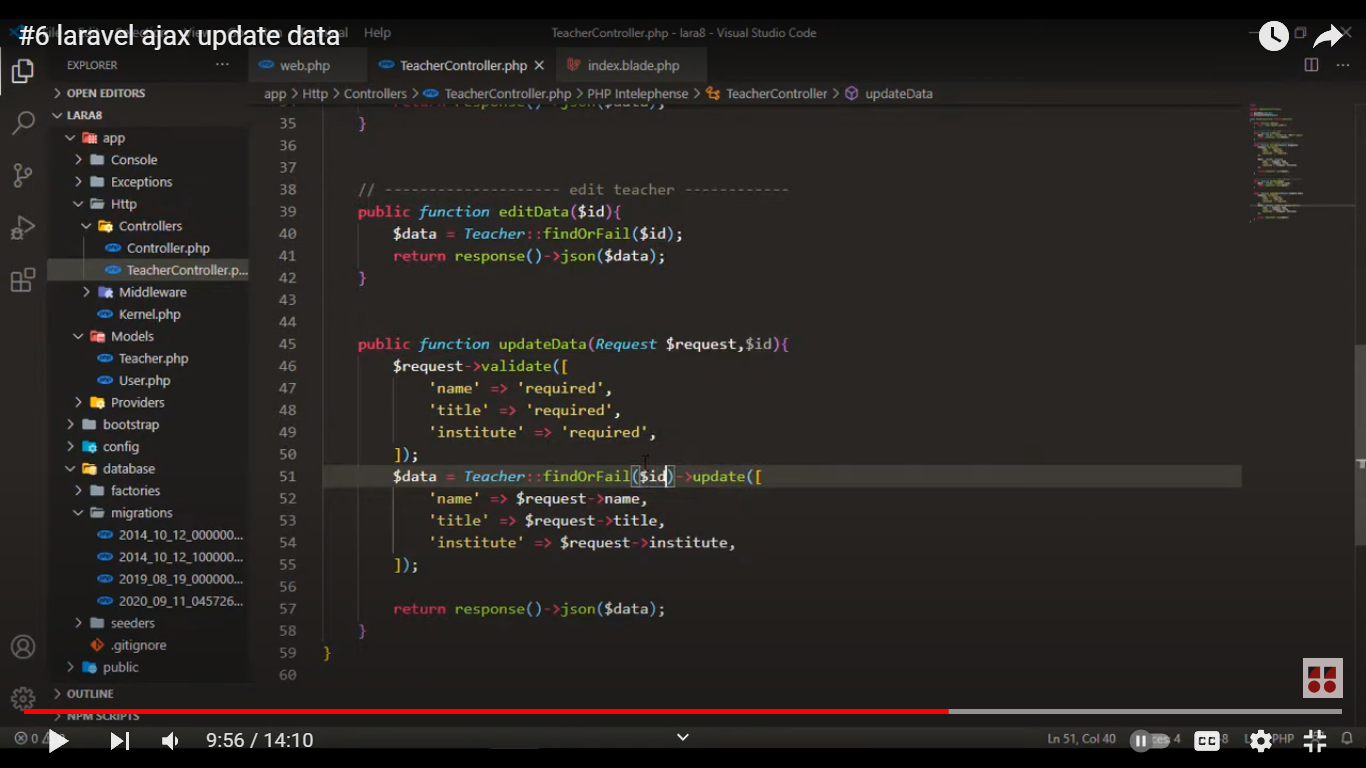 #6 laravel ajax update data
Help
TeacherController.php - lara8 - Visual Studio Code
EXPLORER
···
web.php
TeacherController.php
index.blade.php
···
OPEN EDITORS
app > Http > Controllers > TeacherController.php > PHP Intelephense > TeacherController > updateData
LARA8
app
Console
Exceptions
Http
Controllers
Controller.php
TeacherController.p...
Middleware
Kernel.php
Models
Teacher.php
User.php
Providers
bootstrap
config
database
factories
migrations
2014_10_12_000000...
2014_10_12_100000...
2019_08_19_000000...
2020_09_11_045726...
seeders
.gitignore
public
OUTLINE
NPM SCRIPTS
return response()->json($data);
35 }
36
37
38 // -------------------- edit teacher ------------
39 public function editData($id){
40 $data = Teacher::findOrFail($id);
41 return response()->json($data);
42 }
43
44
45 public function updateData(Request $request,$id){
46 $request->validate([
47 'name' => 'required',
48 'title' => 'required',
49 'institute' => 'required',
50 ]);
51 $data = Teacher::findOrFail($id)->update([
52 'name' => $request->name,
53 'title' => $request->title,
54 'institute' => $request->institute,
55 ]);
56
57 return response()->json($data);
58 }
59 }
60
0
9:56 / 14:10
Ln 51, Col 40
4
CC
PHP